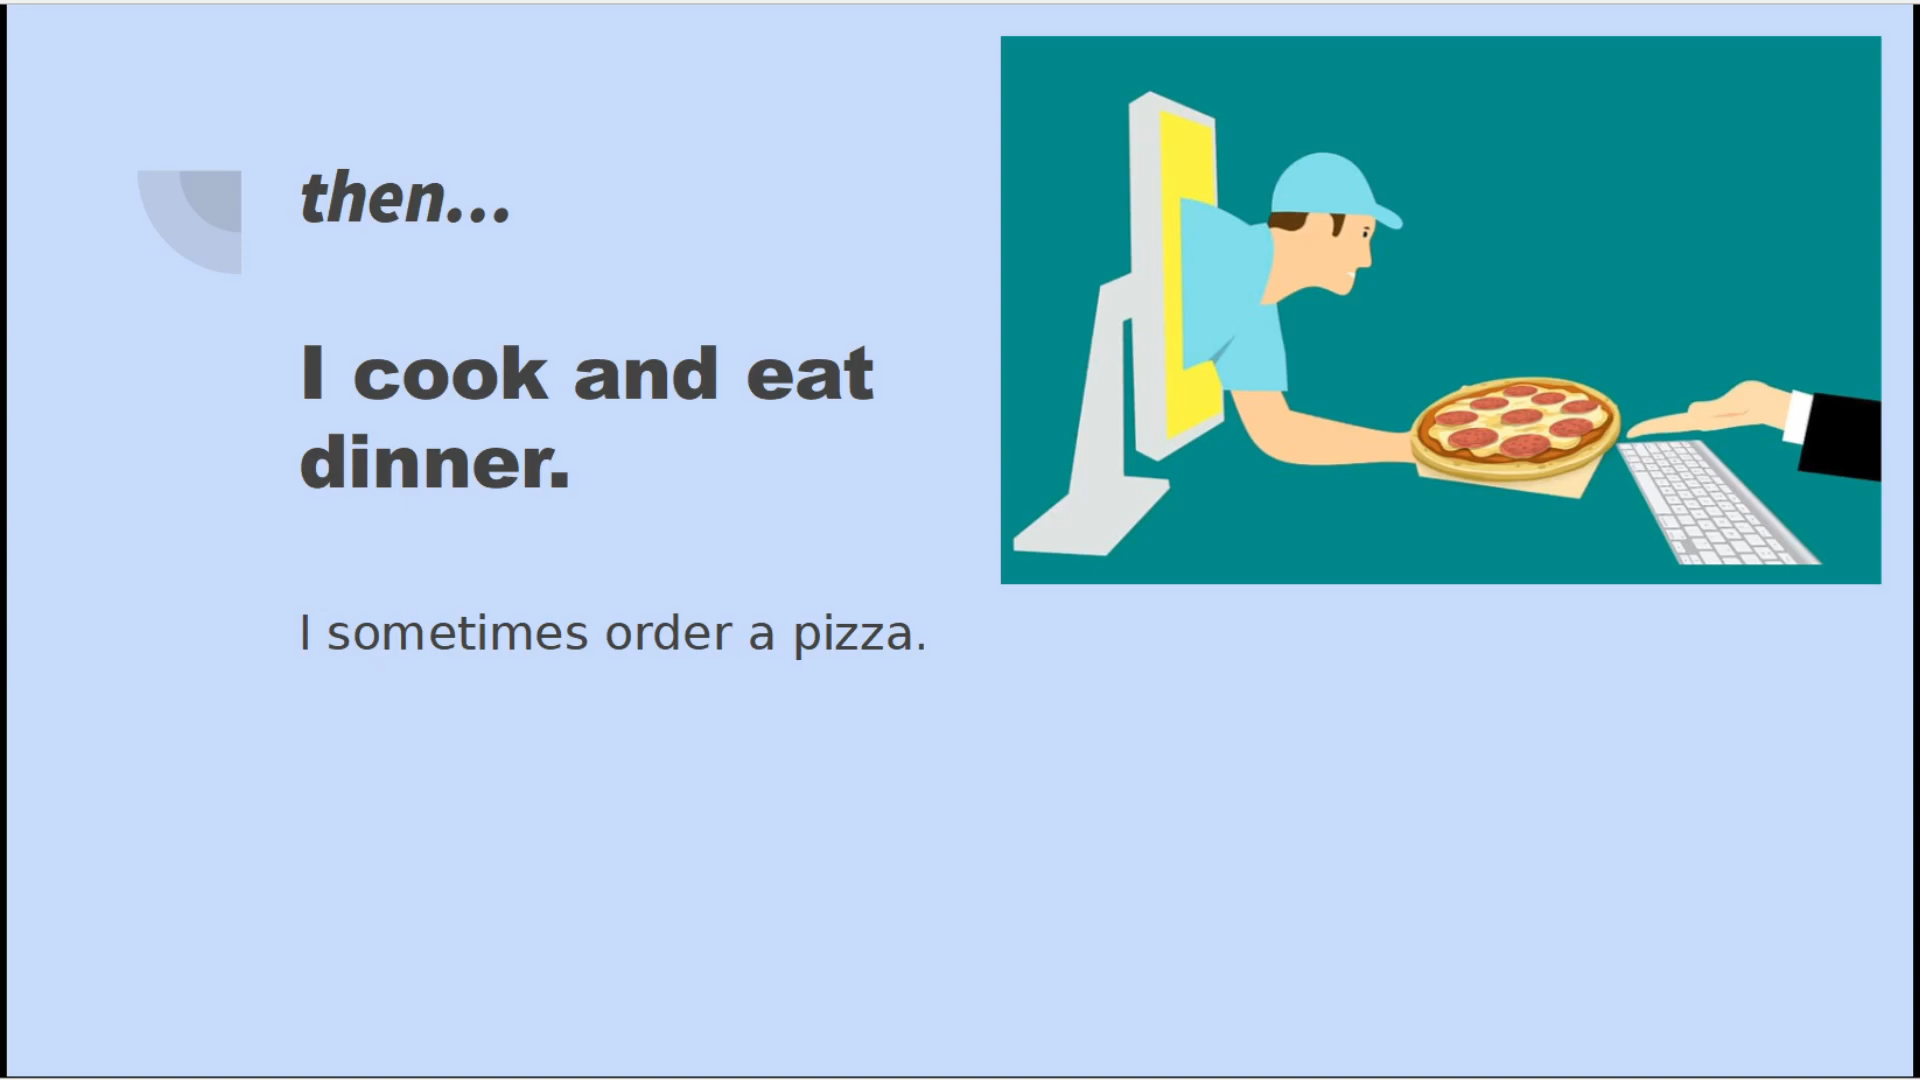 then...
I cook and eat
dinner.
I sometimes order a pizza.